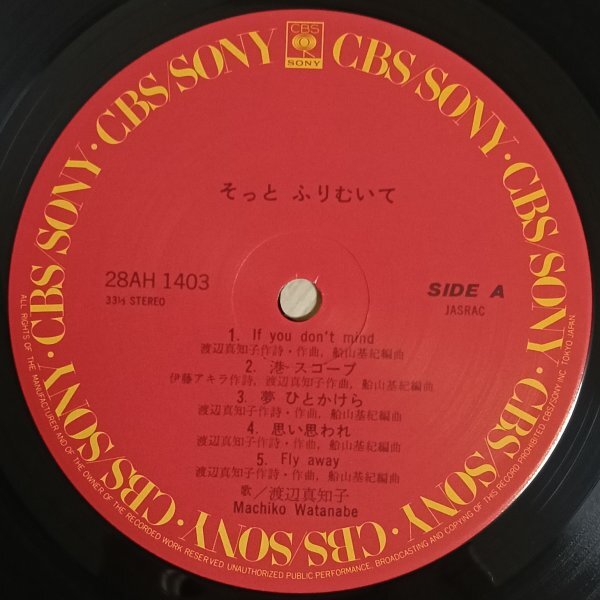 CBS
SONY
CBS/SONY · CBS/SONY · CBS/SONY · CBS/SONY · CBS/SONY · CBS/SONY · CBS/SONY · CBS/SONY
そっと ふりむいて
28AH 1403
33⅓ STEREO
SIDE A
JASRAC
1. If you don't mind
渡辺真知子作詩・作曲, 船山基紀編曲
2. 港 スコープ
伊藤アキラ作詩, 渡辺真知子作曲, 船山基紀編曲
3. 夢 ひとかけら
渡辺真知子作詩・作曲, 船山基紀編曲
4. 思い思われ
渡辺真知子作詩・作曲, 船山基紀編曲
5. Fly away
渡辺真知子作詩・作曲, 船山基紀編曲
歌／渡辺真知子
Machiko Watanabe
ALL RIGHTS OF THE MANUFACTURER AND OF THE OWNER OF THE RECORDED WORK RESERVED UNAUTHORIZED PUBLIC PERFORMANCE, BROADCASTING AND COPYING OF THIS RECORD PROHIBITED CBS/SONY INC. TOKYO JAPAN.